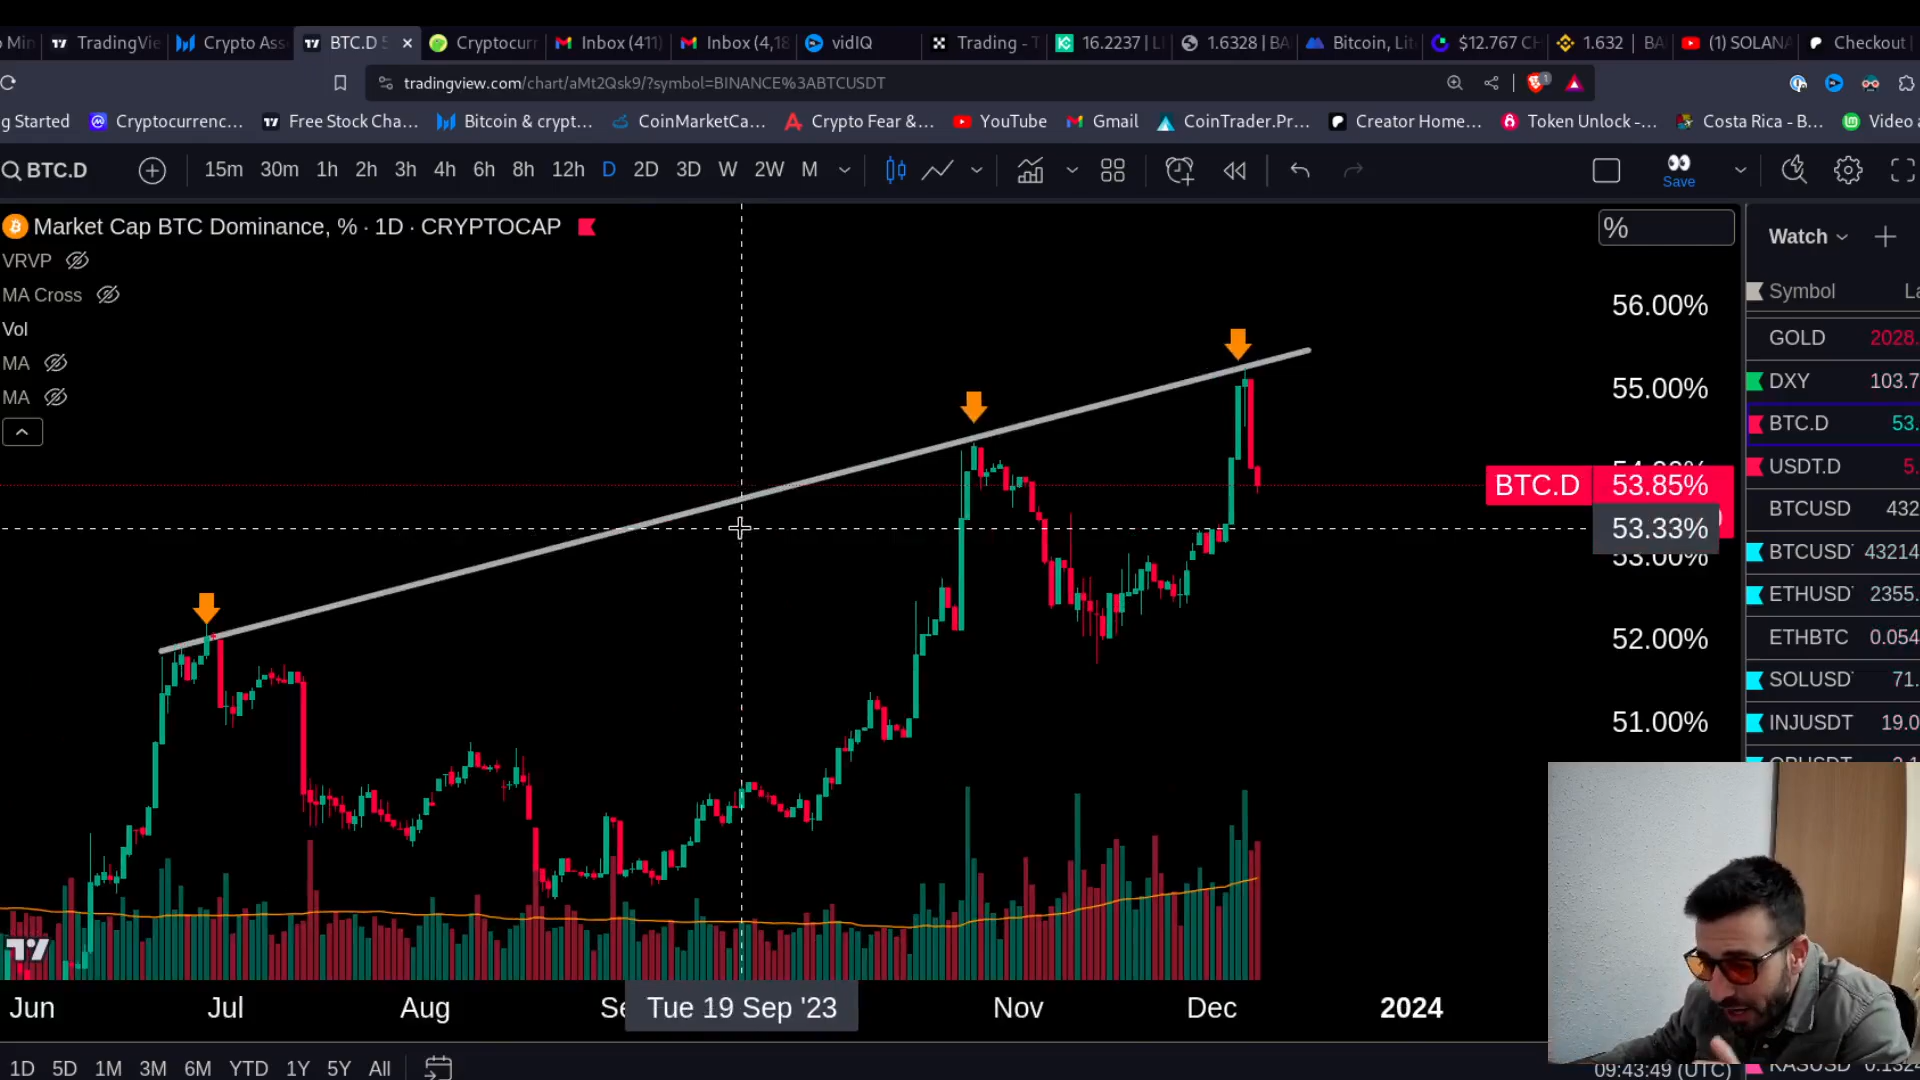 TradingVie
Crypto Ass
BTC.D 5
Cryptocurr
Inbox (411)
Inbox (4,18
vidIQ
Trading - T
16.2237 | L
1.6328 | BA
Bitcoin, Lit
$12.767 CH
1.632 | BA
(1) SOLANA
Checkout |
tradingview.com/chart/aMt2Qsk9/?symbol=BINANCE%3ABTCUSDT
g Started
Cryptocurrenc...
Free Stock Cha...
Bitcoin & crypt...
CoinMarketCa...
Crypto Fear &...
YouTube
Gmail
CoinTrader.Pr...
Creator Home...
Token Unlock -...
Costa Rica - B...
Video a
BTC.D
15m 30m 1h 2h 3h 4h 6h 8h 12h D 2D 3D W 2W M
Save
Market Cap BTC Dominance, % · 1D · CRYPTOCAP
%
VRVP
MA Cross
Vol
MA
MA
56.00%
55.00%
BTC.D 53.85%
53.33%
53.00%
52.00%
51.00%
Watch
Symbol La
GOLD 2028.
DXY 103.7
BTC.D 53.
USDT.D 5.
BTCUSD 432
BTCUSD 43214
ETHUSD 2355.
ETHBTC 0.054
SOLUSD 71.
INJUSDT 19.0
Jun Jul Aug Se Tue 19 Sep '23 Nov Dec 2024
1D 5D 1M 3M 6M YTD 1Y 5Y All
09:43:49 (UTC)